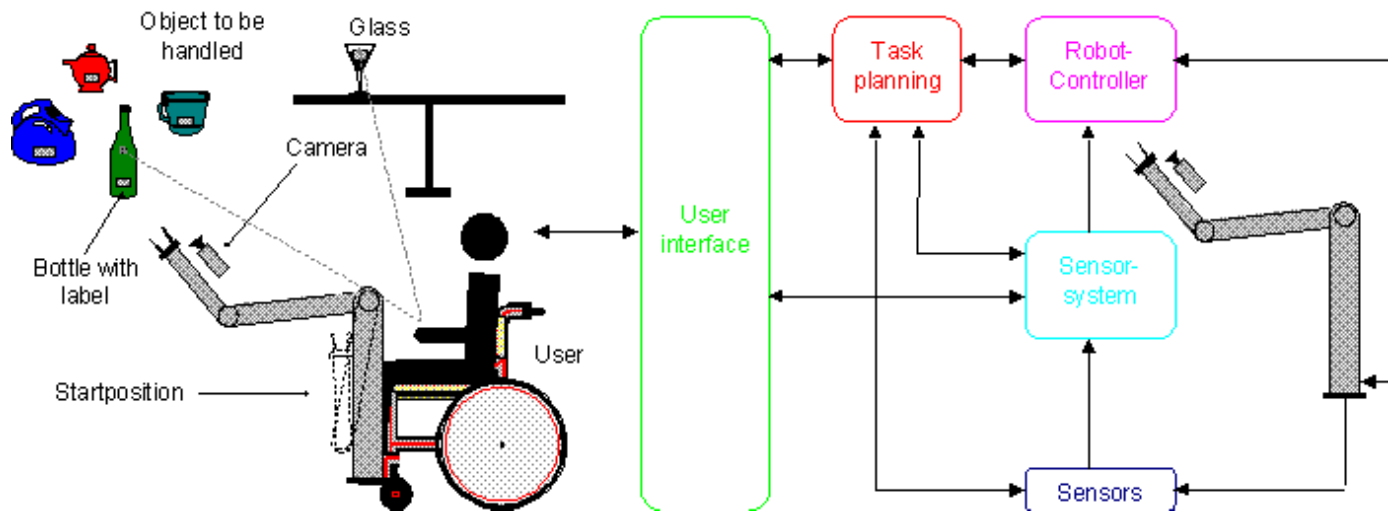 Object to be
handled
Glass
Camera
Bottle with
label
Startposition
User
User
interface
Task
planning
Robot-
Controller
Sensor-
system
Sensors